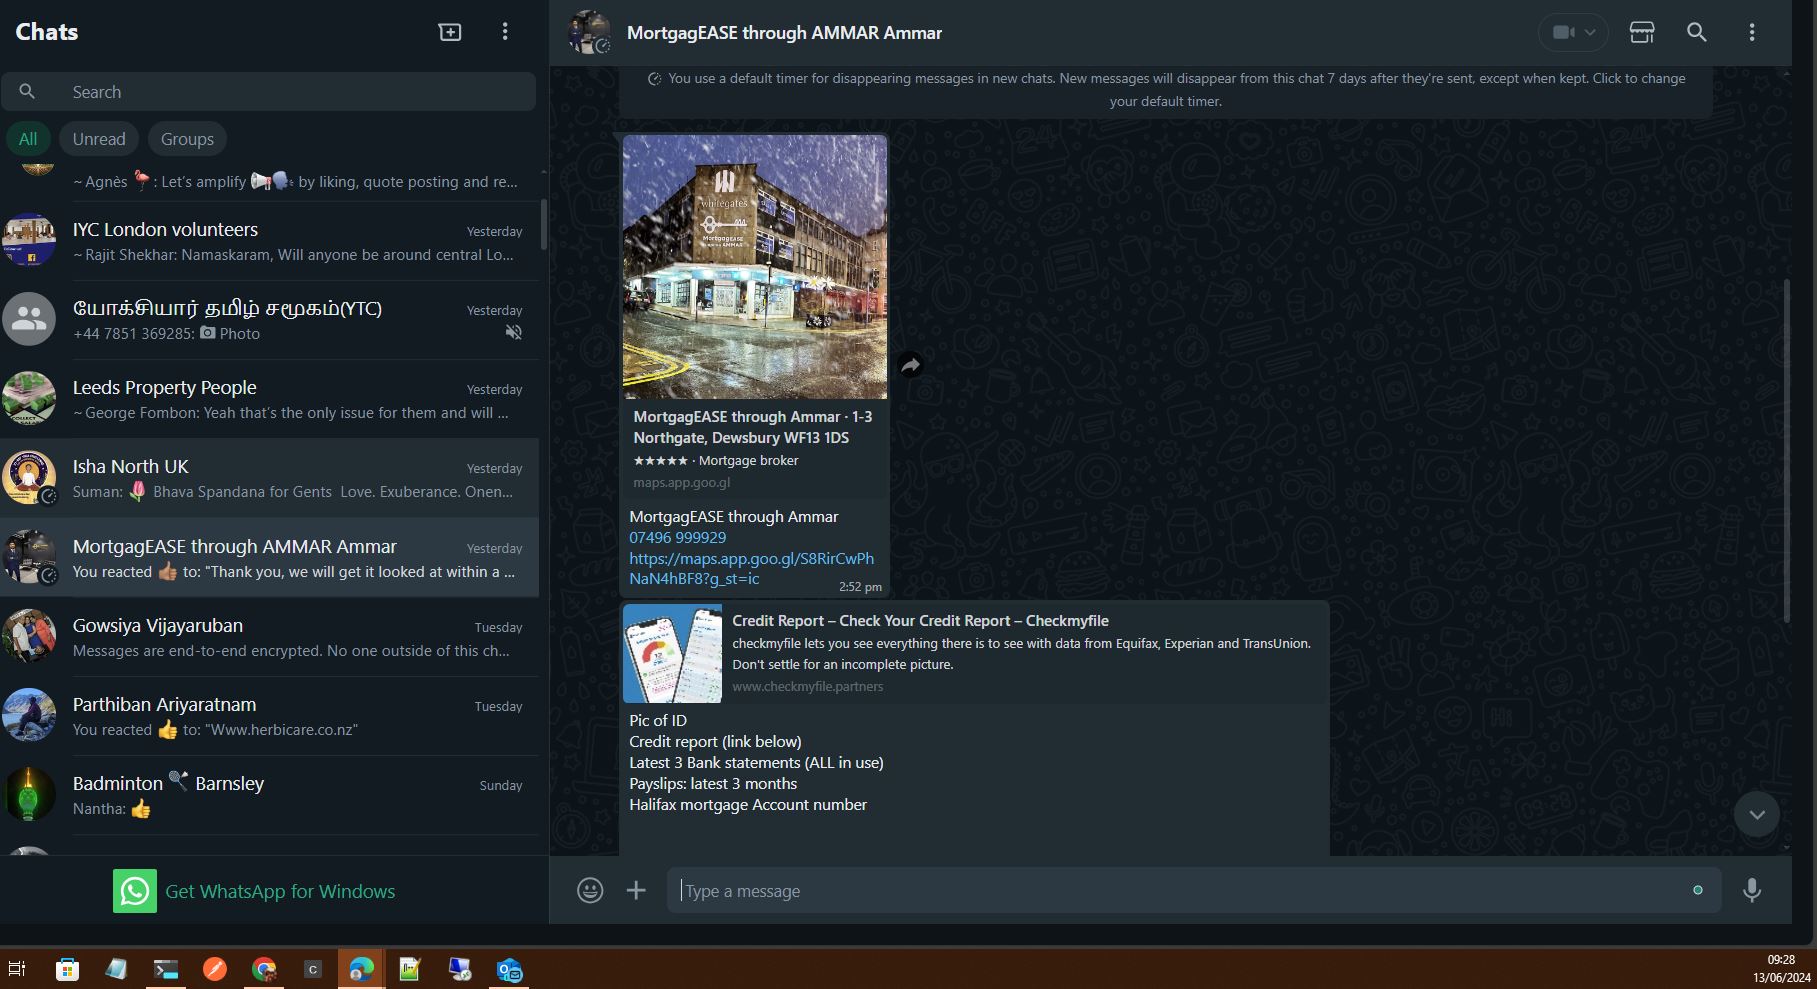 Chats
Search
All
Unread
Groups
~ Agnès 🦩 : Let's amplify 📢🗣️ by liking, quote posting and re...
IYC London volunteers
Yesterday
~ Rajit Shekhar: Namaskaram, Will anyone be around central Lo...
யோக்சியார் தமிழ் சமூகம்(YTC)
Yesterday
+44 7851 369285: Photo
Leeds Property People
Yesterday
~ George Fombon: Yeah that's the only issue for them and will ...
Isha North UK
Yesterday
Suman: 🌷 Bhava Spandana for Gents Love. Exuberance. Onen...
MortgagEASE through AMMAR Ammar
Yesterday
You reacted 👍🏽 to: "Thank you, we will get it looked at within a ...
Gowsiya Vijayaruban
Tuesday
Messages are end-to-end encrypted. No one outside of this ch...
Parthiban Ariyaratnam
Tuesday
You reacted 👍 to: "Www.herbicare.co.nz"
Badminton 🏸 Barnsley
Sunday
Nantha: 👍
Get WhatsApp for Windows
MortgagEASE through AMMAR Ammar
You use a default timer for disappearing messages in new chats. New messages will disappear from this chat 7 days after they're sent, except when kept. Click to change
your default timer.
whitegates
MortgagEASE
MortgagEASE through Ammar · 1-3
Northgate, Dewsbury WF13 1DS
★★★★★ · Mortgage broker
maps.app.goo.gl
MortgagEASE through Ammar
07496 999929
https://maps.app.goo.gl/S8RirCwPh
NaN4hBF8?g_st=ic
2:52 pm
Credit Report – Check Your Credit Report – Checkmyfile
checkmyfile lets you see everything there is to see with data from Equifax, Experian and TransUnion.
Don't settle for an incomplete picture.
www.checkmyfile.partners
Pic of ID
Credit report (link below)
Latest 3 Bank statements (ALL in use)
Payslips: latest 3 months
Halifax mortgage Account number
Type a message
09:28
13/06/2024